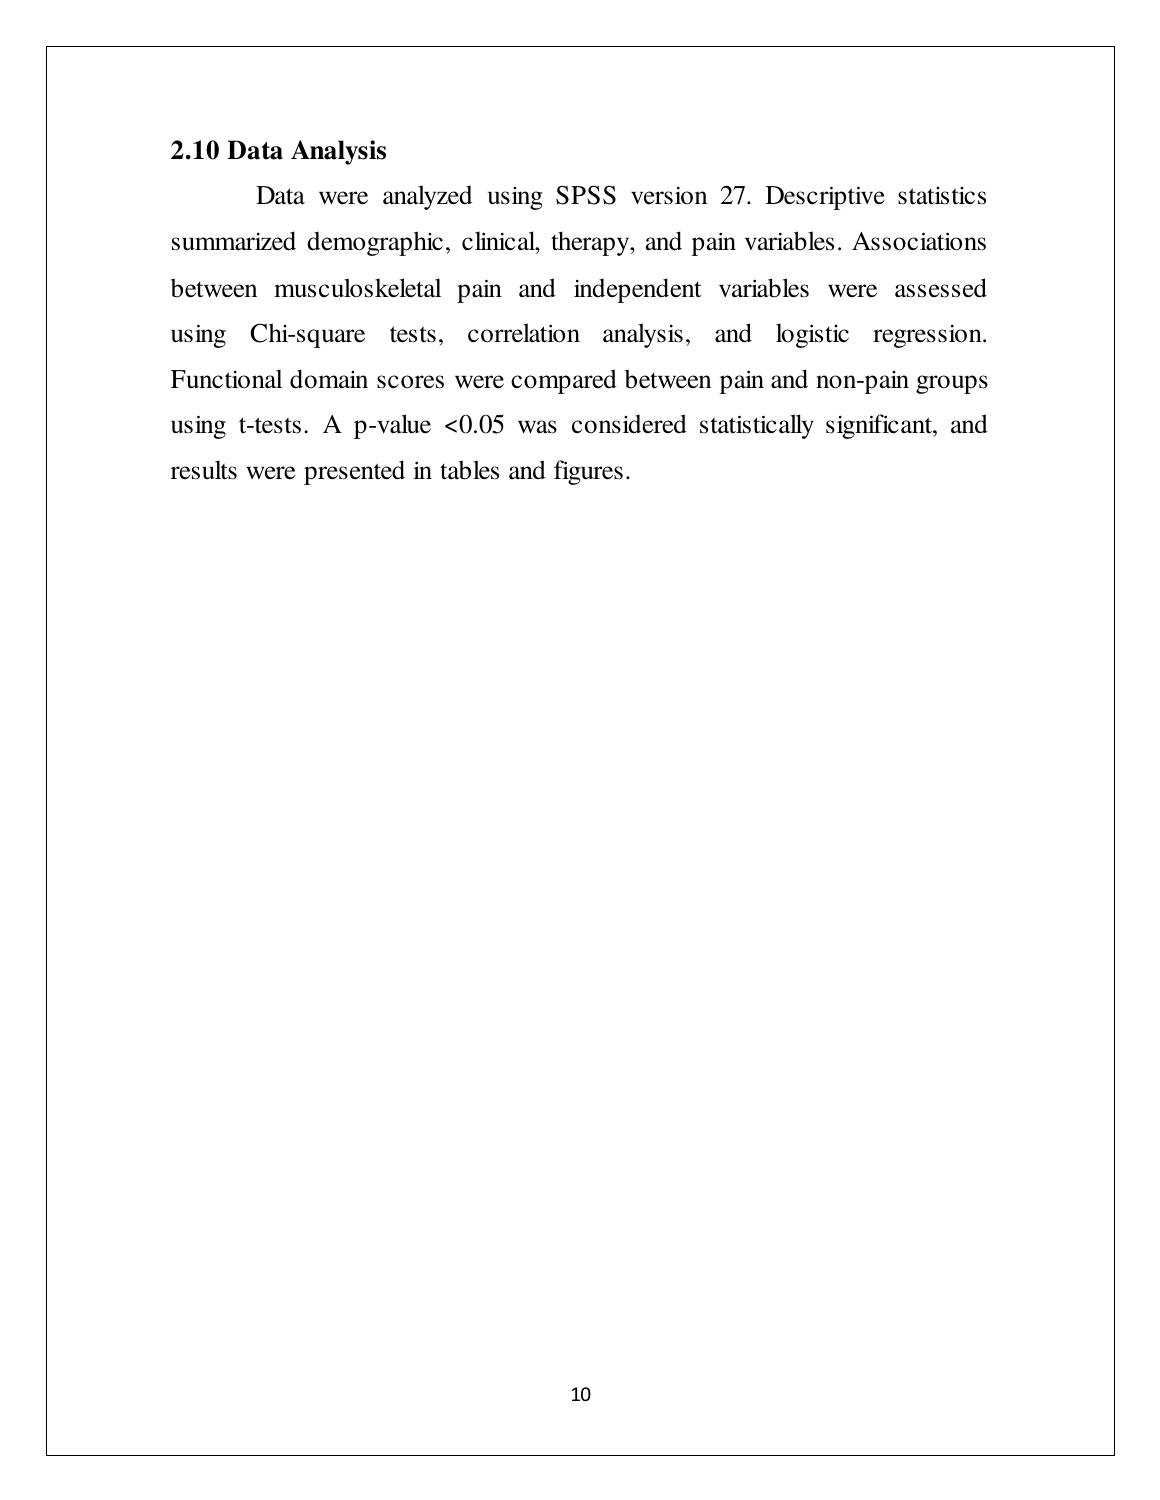 2.10 Data Analysis
Data were analyzed using SPSS version 27. Descriptive statistics
summarized demographic, clinical, therapy, and pain variables. Associations
between musculoskeletal pain and independent variables were assessed
using Chi-square tests, correlation analysis, and logistic regression.
Functional domain scores were compared between pain and non-pain groups
using t-tests. A p-value <0.05 was considered statistically significant, and
results were presented in tables and figures.
10